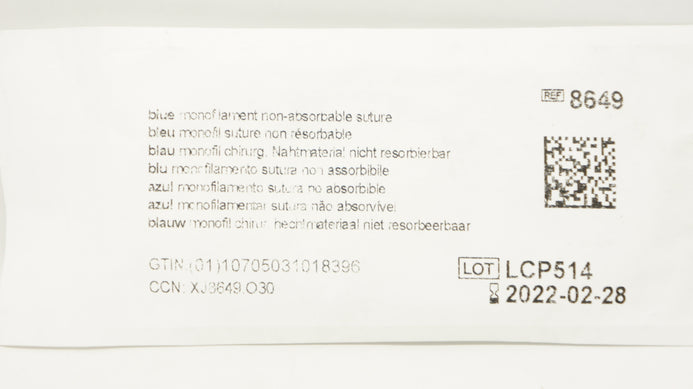 REF 8649
blue monofilament non-absorbable suture
bleu monofil suture non résorbable
blau monofil chirurg. Nahtmaterial nicht resorbierbar
blu monofilamento sutura non assorbibile
azul monofilamento sutura no absorbible
azul monofilamentar sutura não absorvível
blauw monofil chirur. hechtmateriaal niet resorbeerbaar
GTIN:(01)10705031018396
CCN: XJ8649.O30
LOT LCP514
2022-02-28